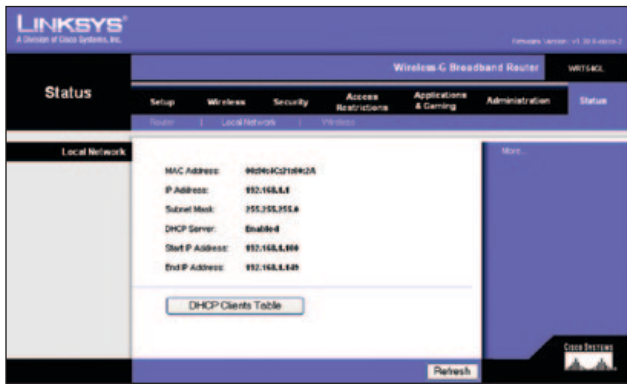 LINKSYS®
A Division of Cisco Systems, Inc.
Wireless-G Broadband Router WRT54GL
Status
Setup Wireless Security Access Restrictions Applications & Gaming Administration Status
Router | Local Network | Wireless
Local Network
More...
MAC Address:
IP Address: 192.168.1.1
Subnet Mask: 255.255.255.0
DHCP Server: Enabled
Start IP Address: 192.168.1.100
End IP Address: 192.168.1.149
DHCP Clients Table
Refresh
CISCO SYSTEMS